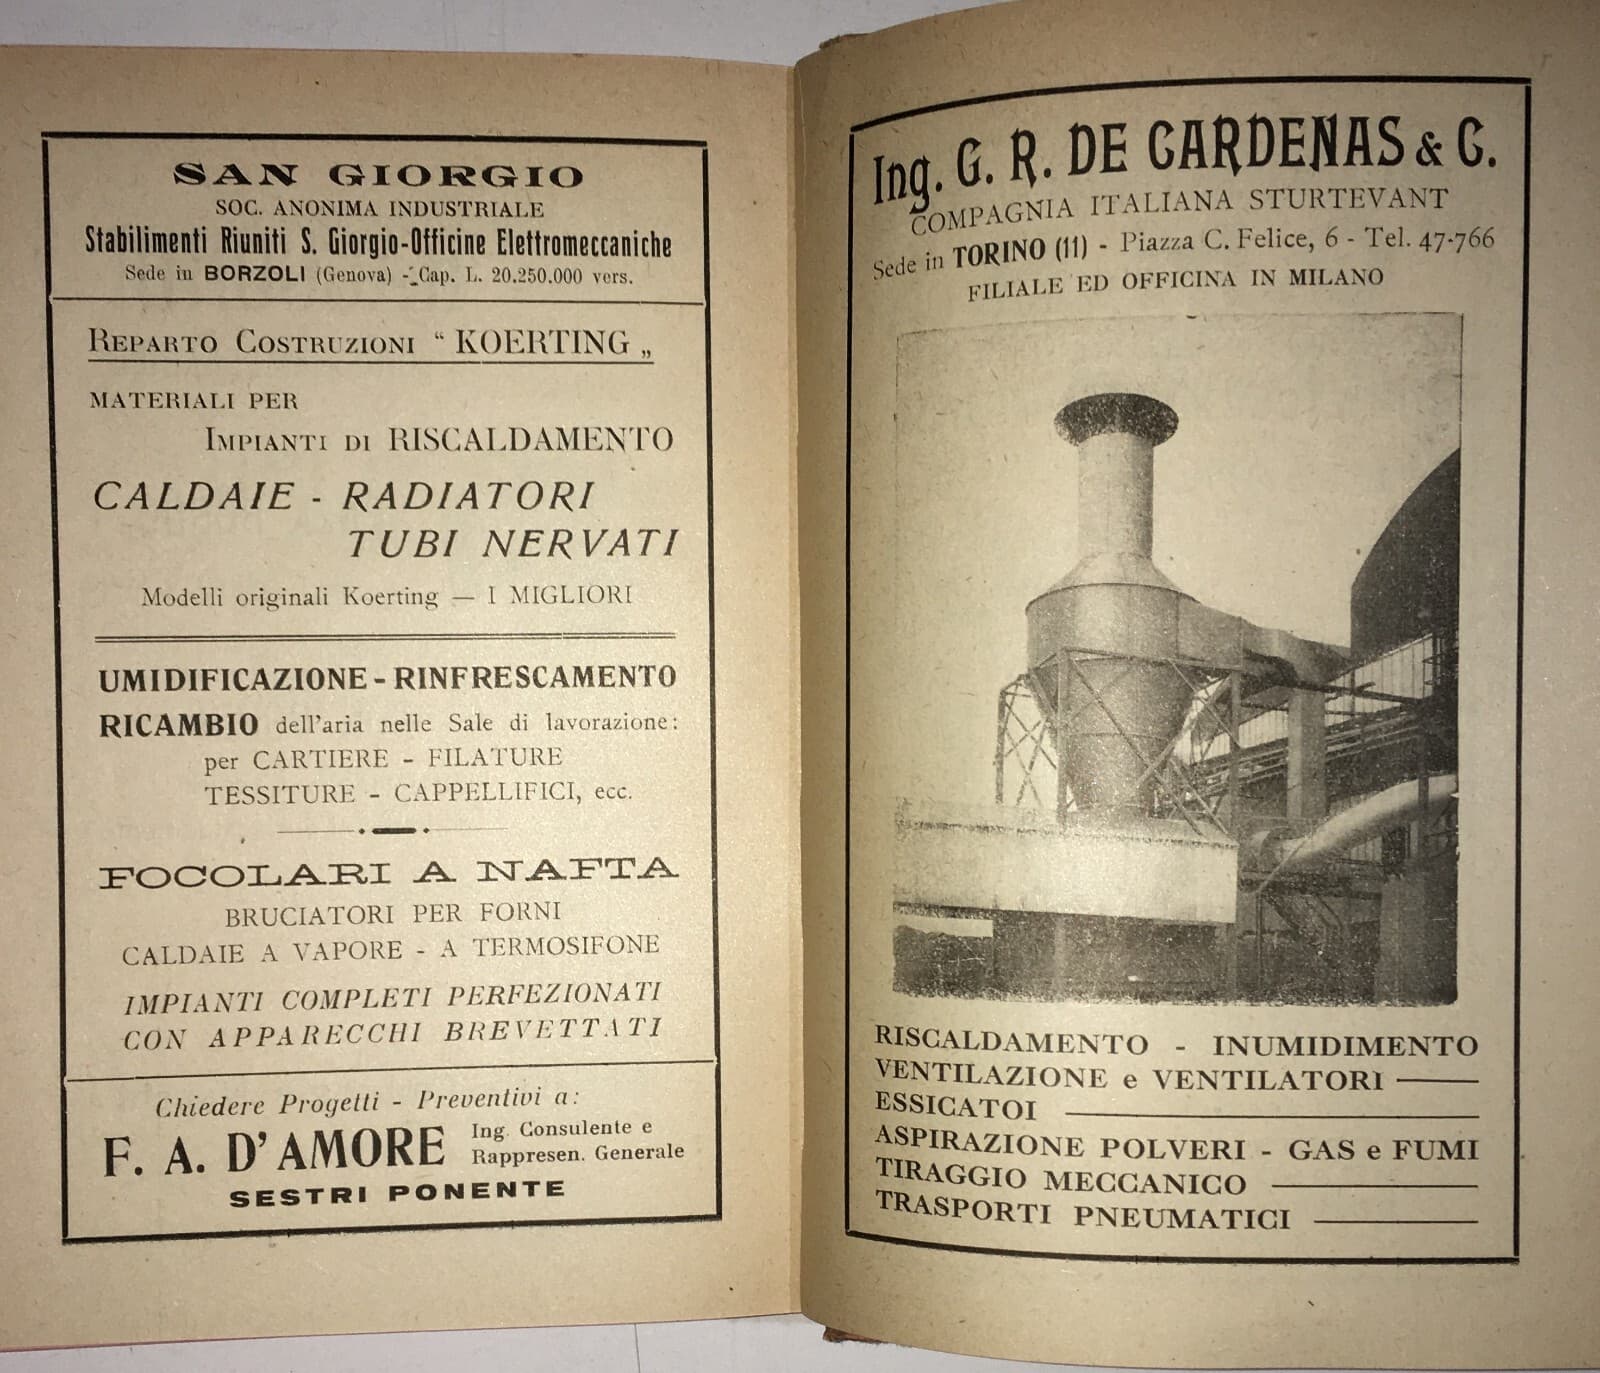 SAN GIORGIO
SOC. ANONIMA INDUSTRIALE
Stabilimenti Riuniti S. Giorgio-Officine Elettromeccaniche
Sede in BORZOLI (Genova) - Cap. L. 20.250.000 vers.
REPARTO COSTRUZIONI “ KOERTING „
MATERIALI PER
IMPIANTI DI RISCALDAMENTO
CALDAIE - RADIATORI
TUBI NERVATI
Modelli originali Koerting — I MIGLIORI
UMIDIFICAZIONE - RINFRESCAMENTO
RICAMBIO dell'aria nelle Sale di lavorazione:
per CARTIERE - FILATURE
TESSITURE - CAPPELLIFICI, ecc.
FOCOLARI A NAFTA
BRUCIATORI PER FORNI
CALDAIE A VAPORE - A TERMOSIFONE
IMPIANTI COMPLETI PERFEZIONATI
CON APPARECCHI BREVETTATI
Chiedere Progetti - Preventivi a:
F. A. D'AMORE Ing. Consulente e
Rappresen. Generale
SESTRI PONENTE
Ing. G. R. DE CARDENAS & C.
COMPAGNIA ITALIANA STURTEVANT
Sede in TORINO (11) - Piazza C. Felice, 6 - Tel. 47-766
FILIALE ED OFFICINA IN MILANO
RISCALDAMENTO - INUMIDIMENTO
VENTILAZIONE e VENTILATORI
ESSICATOI
ASPIRAZIONE POLVERI - GAS e FUMI
TIRAGGIO MECCANICO
TRASPORTI PNEUMATICI